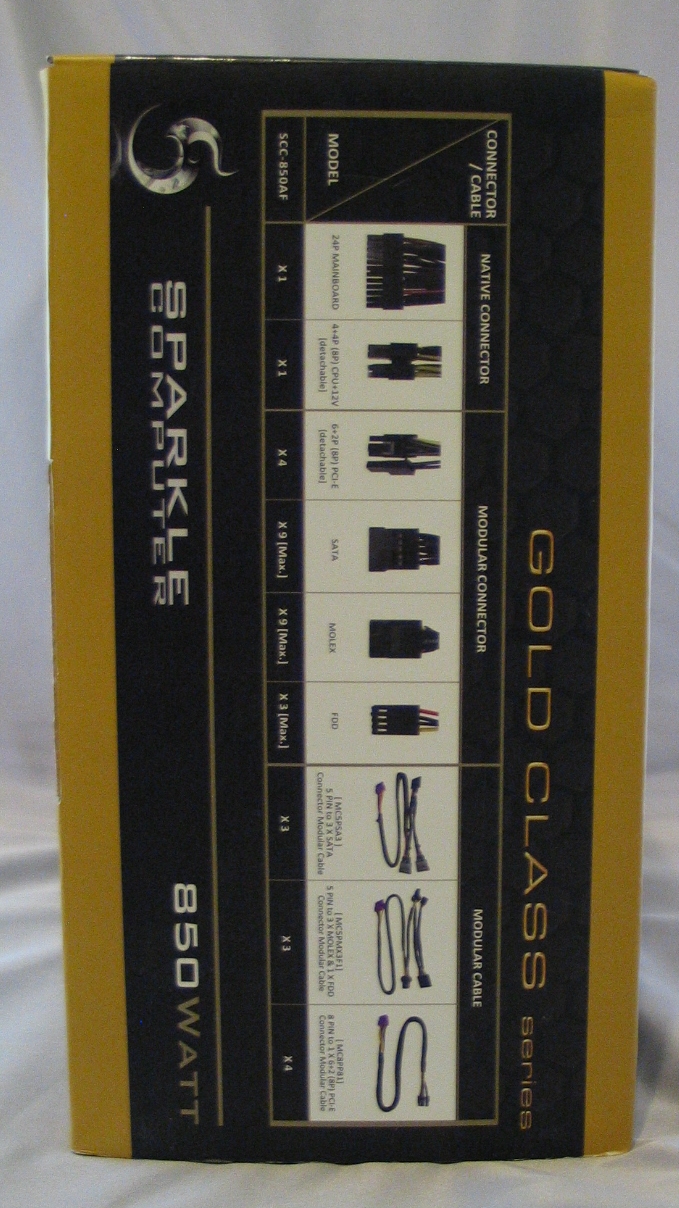 GOLD CLASS series
CONNECTOR
/ CABLE
NATIVE CONNECTOR
MODULAR CONNECTOR
MODULAR CABLE
MODEL
24P MAINBOARD
4+4P (8P) CPU+12V
[detachable]
6+2P (8P) PCI-E
[detachable]
SATA
MOLEX
FDD
[ MC5PSA3 ]
5 PIN to 3 X SATA
Connector Modular Cable
[ MC5PMX3F1]
5 PIN to 3 X MOLEX & 1 X FDD
Connector Modular Cable
[ MC8PP81]
8 PIN to 1 X 6+2 (8P) PCI-E
Connector Modular Cable
SCC-850AF
X 1
X 1
X 4
X 9 [Max.]
X 9 [Max.]
X 3 [Max.]
X 3
X 3
X 4
SPARKLE
COMPUTER
850WATT